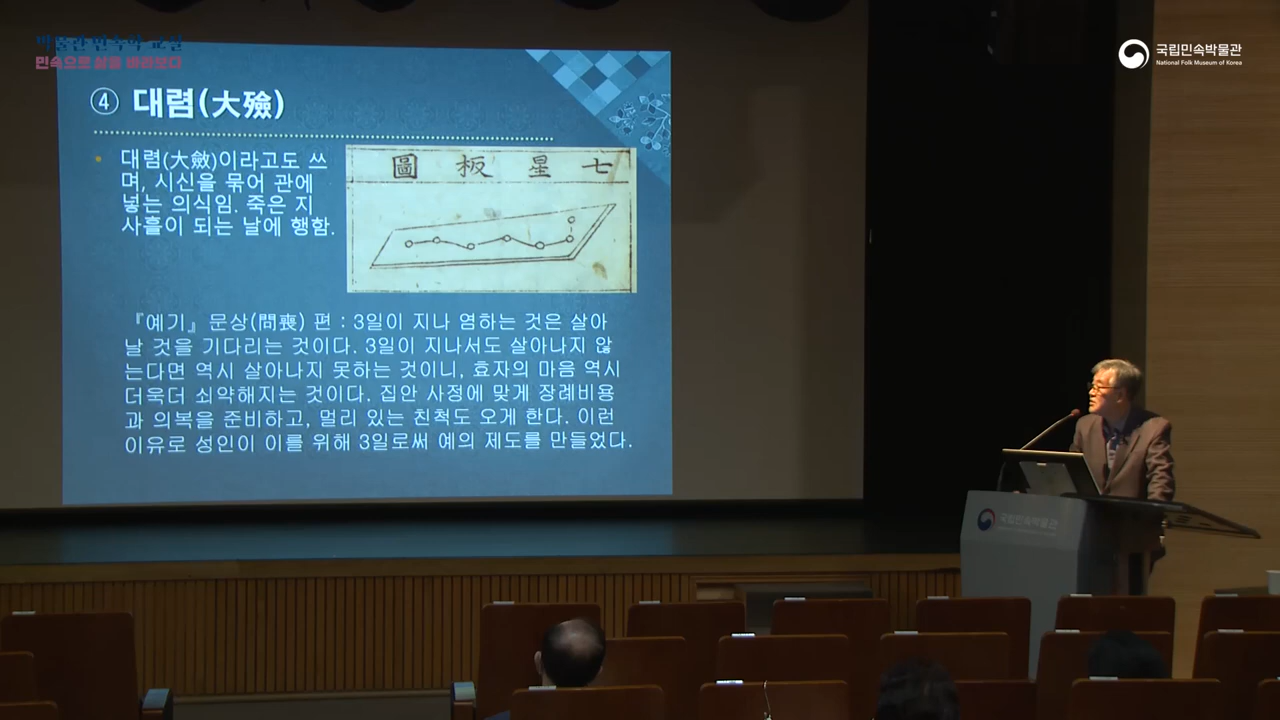 박물관 민속학 교실
민속으로 삶을 바라보다
국립민속박물관
National Folk Museum of Korea
④ 대렴(大殮)
• 대렴(大斂)이라고도 쓰
며, 시신을 묶어 관에
넣는 의식임. 죽은 지
사흘이 되는 날에 행함.
圖 板 星 七
『예기』 문상(問喪) 편 : 3일이 지나 염하는 것은 살아
날 것을 기다리는 것이다. 3일이 지나서도 살아나지 않
는다면 역시 살아나지 못하는 것이니, 효자의 마음 역시
더욱더 쇠약해지는 것이다. 집안 사정에 맞게 장례비용
과 의복을 준비하고, 멀리 있는 친척도 오게 한다. 이런
이유로 성인이 이를 위해 3일로써 예의 제도를 만들었다.
국립민속박물관